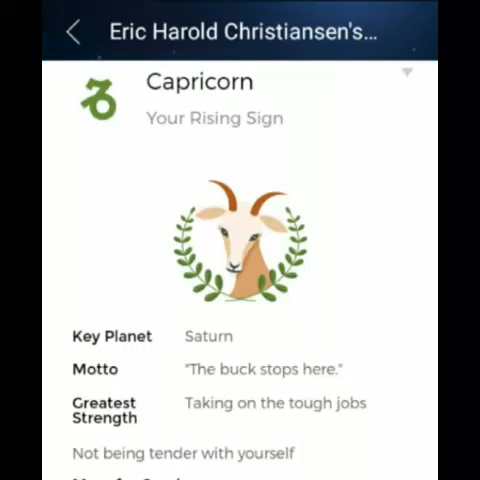 Eric Harold Christiansen's...
Capricorn
Your Rising Sign
Key Planet Saturn
Motto "The buck stops here."
Greatest Strength Taking on the tough jobs
Not being tender with yourself